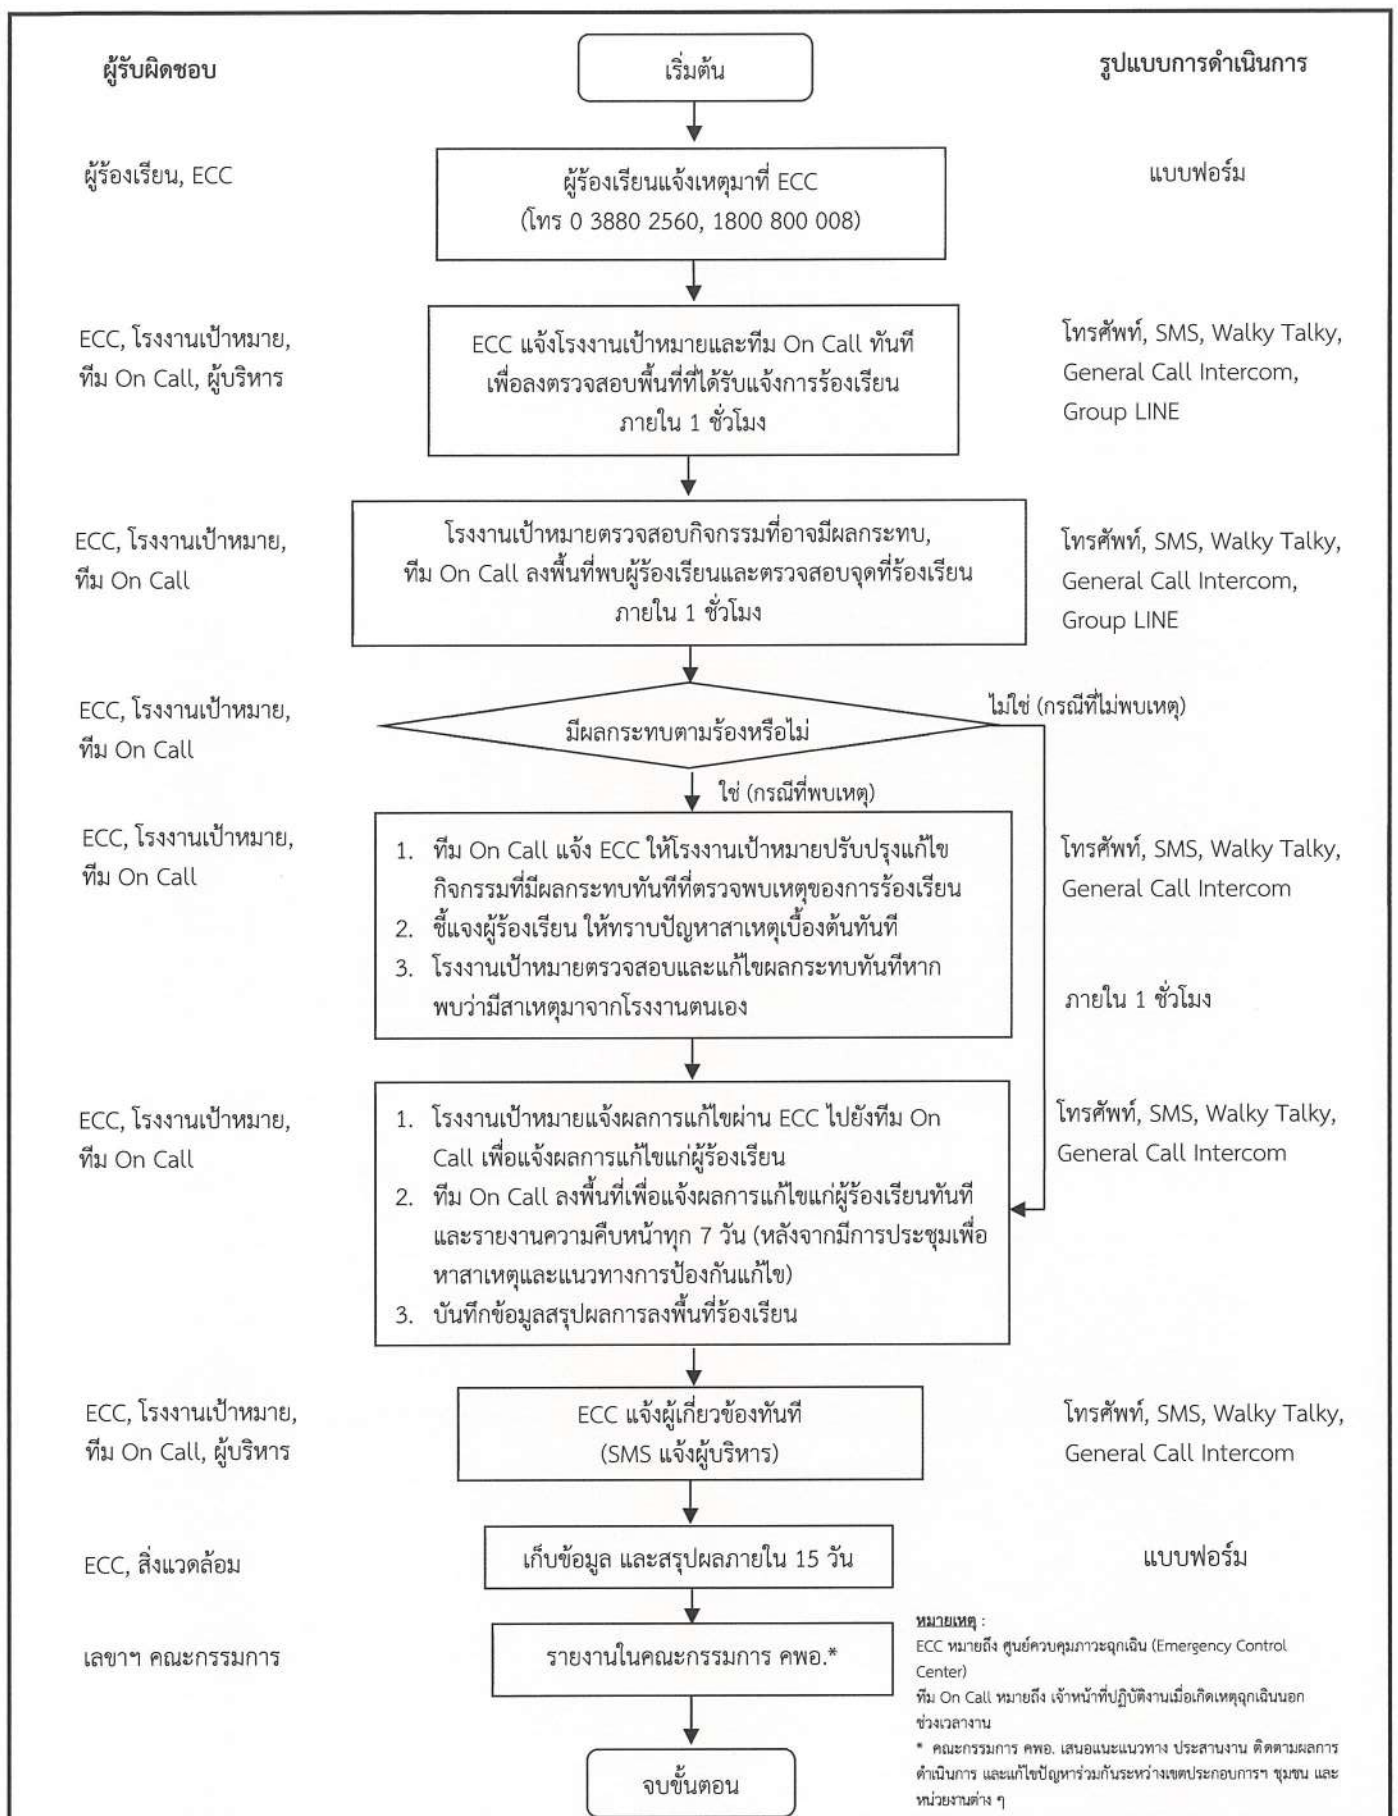 ผู้รับผิดชอบ
เริ่มต้น
รูปแบบการดำเนินการ
ผู้ร้องเรียน, ECC
ผู้ร้องเรียนแจ้งเหตุมาที่ ECC
(โทร 0 3880 2560, 1800 800 008)
แบบฟอร์ม
ECC, โรงงานเป้าหมาย,
ทีม On Call, ผู้บริหาร
ECC แจ้งโรงงานเป้าหมายและทีม On Call ทันที
เพื่อลงตรวจสอบพื้นที่ที่ได้รับแจ้งการร้องเรียน
ภายใน 1 ชั่วโมง
โทรศัพท์, SMS, Walky Talky,
General Call Intercom,
Group LINE
ECC, โรงงานเป้าหมาย,
ทีม On Call
โรงงานเป้าหมายตรวจสอบกิจกรรมที่อาจมีผลกระทบ,
ทีม On Call ลงพื้นที่พบผู้ร้องเรียนและตรวจสอบจุดที่ร้องเรียน
ภายใน 1 ชั่วโมง
โทรศัพท์, SMS, Walky Talky,
General Call Intercom,
Group LINE
ECC, โรงงานเป้าหมาย,
ทีม On Call
มีผลกระทบตามร้องหรือไม่
ไม่ใช่ (กรณีที่ไม่พบเหตุ)
ใช่ (กรณีที่พบเหตุ)
ECC, โรงงานเป้าหมาย,
ทีม On Call
1. ทีม On Call แจ้ง ECC ให้โรงงานเป้าหมายปรับปรุงแก้ไข
กิจกรรมที่มีผลกระทบทันทีที่ตรวจพบเหตุของการร้องเรียน
2. ชี้แจงผู้ร้องเรียน ให้ทราบปัญหาสาเหตุเบื้องต้นทันที
3. โรงงานเป้าหมายตรวจสอบและแก้ไขผลกระทบทันทีหาก
พบว่ามีสาเหตุมาจากโรงงานตนเอง
โทรศัพท์, SMS, Walky Talky,
General Call Intercom
ภายใน 1 ชั่วโมง
ECC, โรงงานเป้าหมาย,
ทีม On Call
1. โรงงานเป้าหมายแจ้งผลการแก้ไขผ่าน ECC ไปยังทีม On
Call เพื่อแจ้งผลการแก้ไขแก่ผู้ร้องเรียน
2. ทีม On Call ลงพื้นที่เพื่อแจ้งผลการแก้ไขแก่ผู้ร้องเรียนทันที
และรายงานความคืบหน้าทุก 7 วัน (หลังจากมีการประชุมเพื่อ
หาสาเหตุและแนวทางการป้องกันแก้ไข)
3. บันทึกข้อมูลสรุปผลการลงพื้นที่ร้องเรียน
โทรศัพท์, SMS, Walky Talky,
General Call Intercom
ECC, โรงงานเป้าหมาย,
ทีม On Call, ผู้บริหาร
ECC แจ้งผู้เกี่ยวข้องทันที
(SMS แจ้งผู้บริหาร)
โทรศัพท์, SMS, Walky Talky,
General Call Intercom
ECC, สิ่งแวดล้อม
เก็บข้อมูล และสรุปผลภายใน 15 วัน
แบบฟอร์ม
เลขาฯ คณะกรรมการ
รายงานในคณะกรรมการ คพอ.*
จบขั้นตอน
หมายเหตุ :
ECC หมายถึง ศูนย์ควบคุมภาวะฉุกเฉิน (Emergency Control
Center)
ทีม On Call หมายถึง เจ้าหน้าที่ปฏิบัติงานเมื่อเกิดเหตุฉุกเฉินนอก
ช่วงเวลางาน
* คณะกรรมการ คพอ. เสนอแนะแนวทาง ประสานงาน ติดตามผลการ
ดำเนินการ และแก้ไขปัญหาร่วมกันระหว่างเขตประกอบการฯ ชุมชน และ
หน่วยงานต่าง ๆ